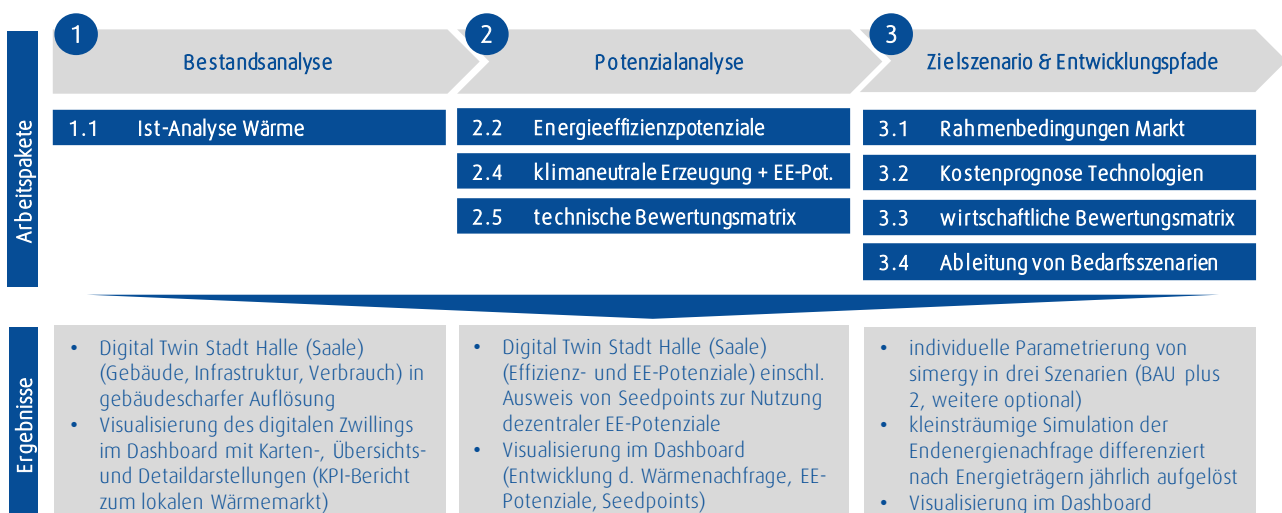 1
Bestandsanalyse
2
Potenzialanalyse
3
Zielszenario & Entwicklungspfade
Arbeitspakete
1.1 Ist-Analyse Wärme
2.2 Energieeffizienzpotenziale
2.4 klimaneutrale Erzeugung + EE-Pot.
2.5 technische Bewertungsmatrix
3.1 Rahmenbedingungen Markt
3.2 Kostenprognose Technologien
3.3 wirtschaftliche Bewertungsmatrix
3.4 Ableitung von Bedarfsszenarien
Ergebnisse
• Digital Twin Stadt Halle (Saale)
(Gebäude, Infrastruktur, Verbrauch) in
gebäudescharfer Auflösung
• Visualisierung des digitalen Zwillings
im Dashboard mit Karten-, Übersichts-
und Detaildarstellungen (KPI-Bericht
zum lokalen Wärmemarkt)
• Digital Twin Stadt Halle (Saale)
(Effizienz- und EE-Potenziale) einschl.
Ausweis von Seedpoints zur Nutzung
dezentraler EE-Potenziale
• Visualisierung im Dashboard
(Entwicklung d. Wärmenachfrage, EE-
Potenziale, Seedpoints)
• individuelle Parametrierung von
simergy in drei Szenarien (BAU plus
2, weitere optional)
• kleinsträumige Simulation der
Endenergienachfrage differenziert
nach Energieträgern jährlich aufgelöst
• Visualisierung im Dashboard